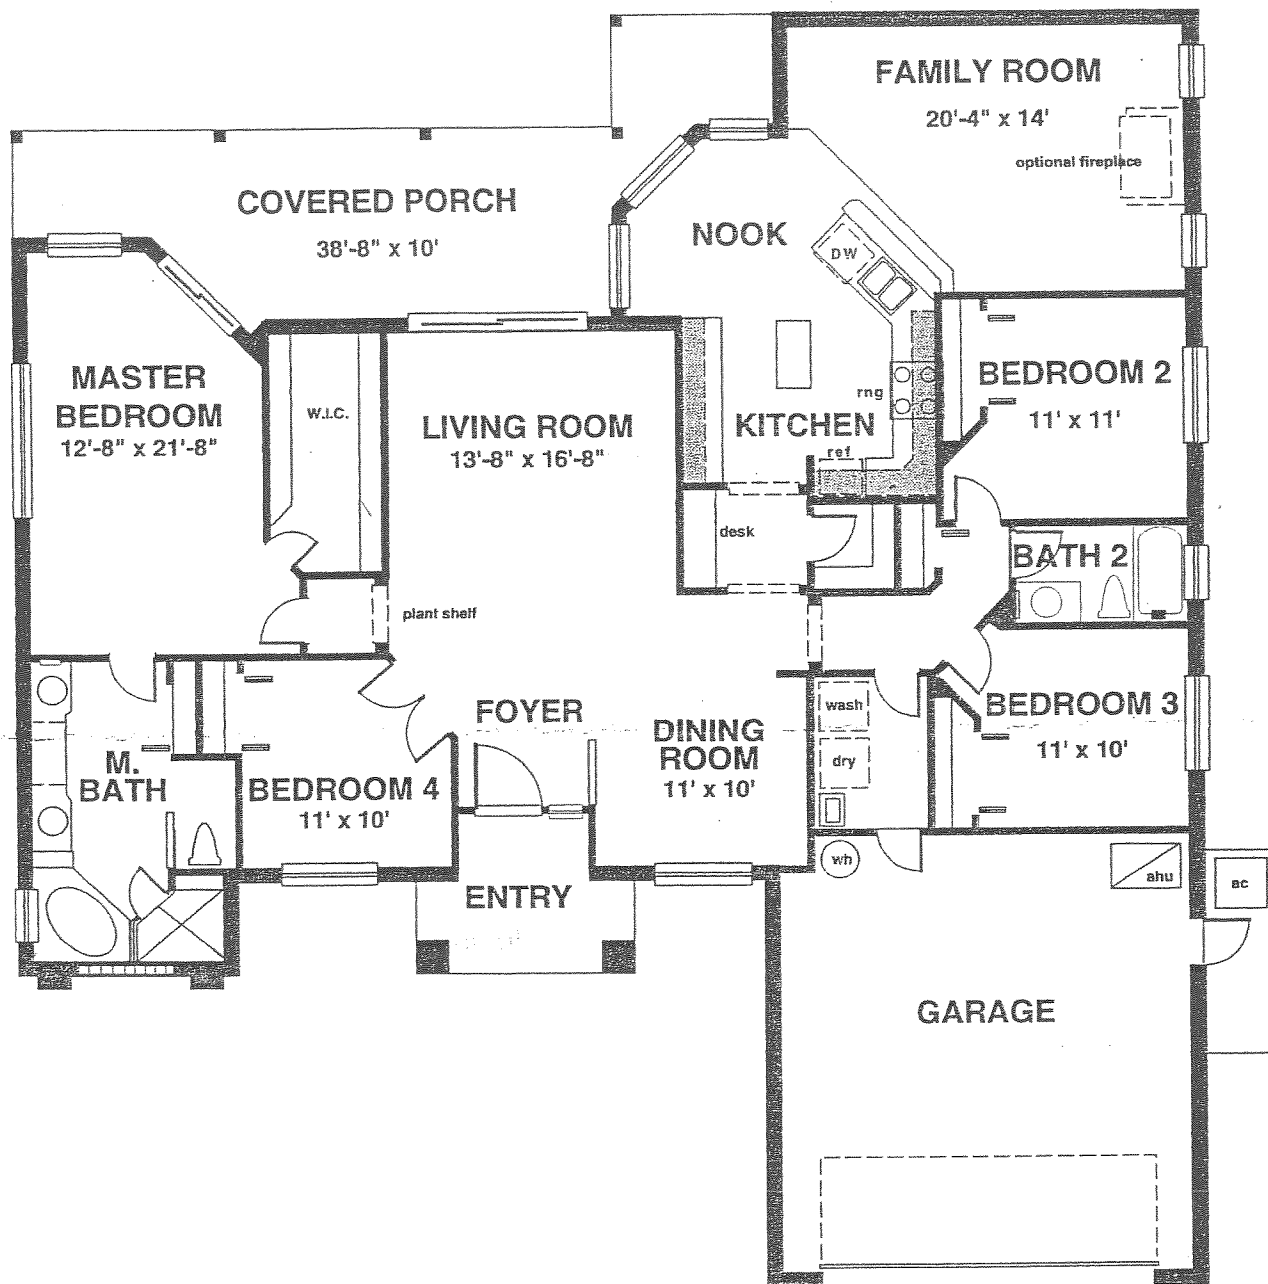 FAMILY ROOM
20'-4" x 14'
optional fireplace
COVERED PORCH
38'-8" x 10'
NOOK
DW
MASTER
BEDROOM
12'-8" x 21'-8"
W.I.C.
LIVING ROOM
13'-8" x 16'-8"
rng
KITCHEN
ref
BEDROOM 2
11' x 11'
desk
BATH 2
plant shelf
FOYER
DINING
ROOM
11' x 10'
wash
dry
BEDROOM 3
11' x 10'
M.
BATH
BEDROOM 4
11' x 10'
ENTRY
wh
ahu
ac
GARAGE